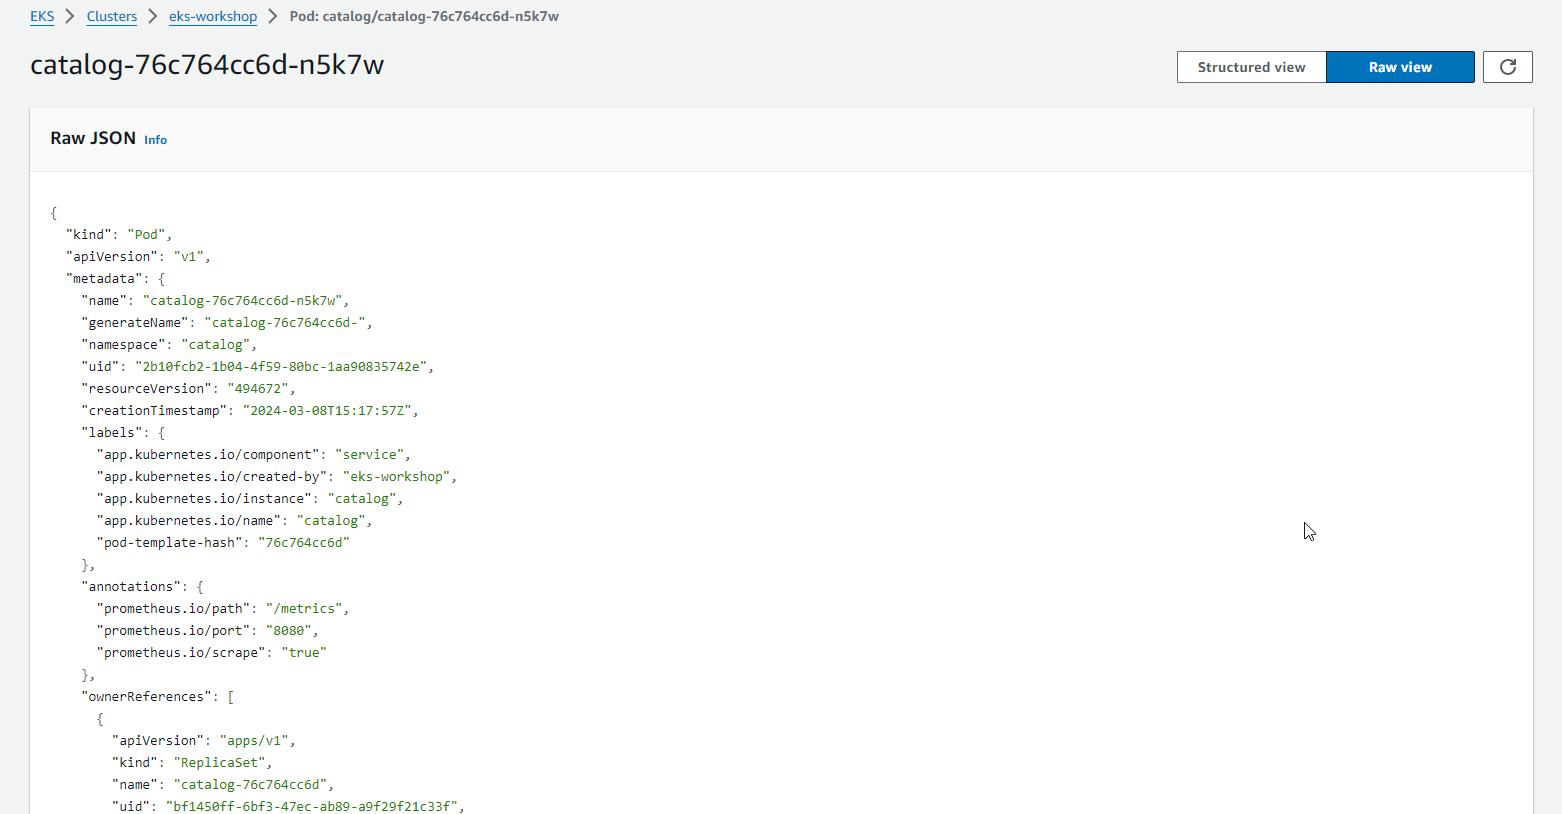 EKS > Clusters > eks-workshop > Pod: catalog/catalog-76c764cc6d-n5k7w
catalog-76c764cc6d-n5k7w
Structured view
Raw view
Raw JSON Info
{
  "kind": "Pod",
  "apiVersion": "v1",
  "metadata": {
    "name": "catalog-76c764cc6d-n5k7w",
    "generateName": "catalog-76c764cc6d-",
    "namespace": "catalog",
    "uid": "2b10fcb2-1b04-4f59-80bc-1aa90835742e",
    "resourceVersion": "494672",
    "creationTimestamp": "2024-03-08T15:17:57Z",
    "labels": {
      "app.kubernetes.io/component": "service",
      "app.kubernetes.io/created-by": "eks-workshop",
      "app.kubernetes.io/instance": "catalog",
      "app.kubernetes.io/name": "catalog",
      "pod-template-hash": "76c764cc6d"
    },
    "annotations": {
      "prometheus.io/path": "/metrics",
      "prometheus.io/port": "8080",
      "prometheus.io/scrape": "true"
    },
    "ownerReferences": [
      {
        "apiVersion": "apps/v1",
        "kind": "ReplicaSet",
        "name": "catalog-76c764cc6d",
        "uid": "bf1450ff-6bf3-47ec-ab89-a9f29f21c33f",